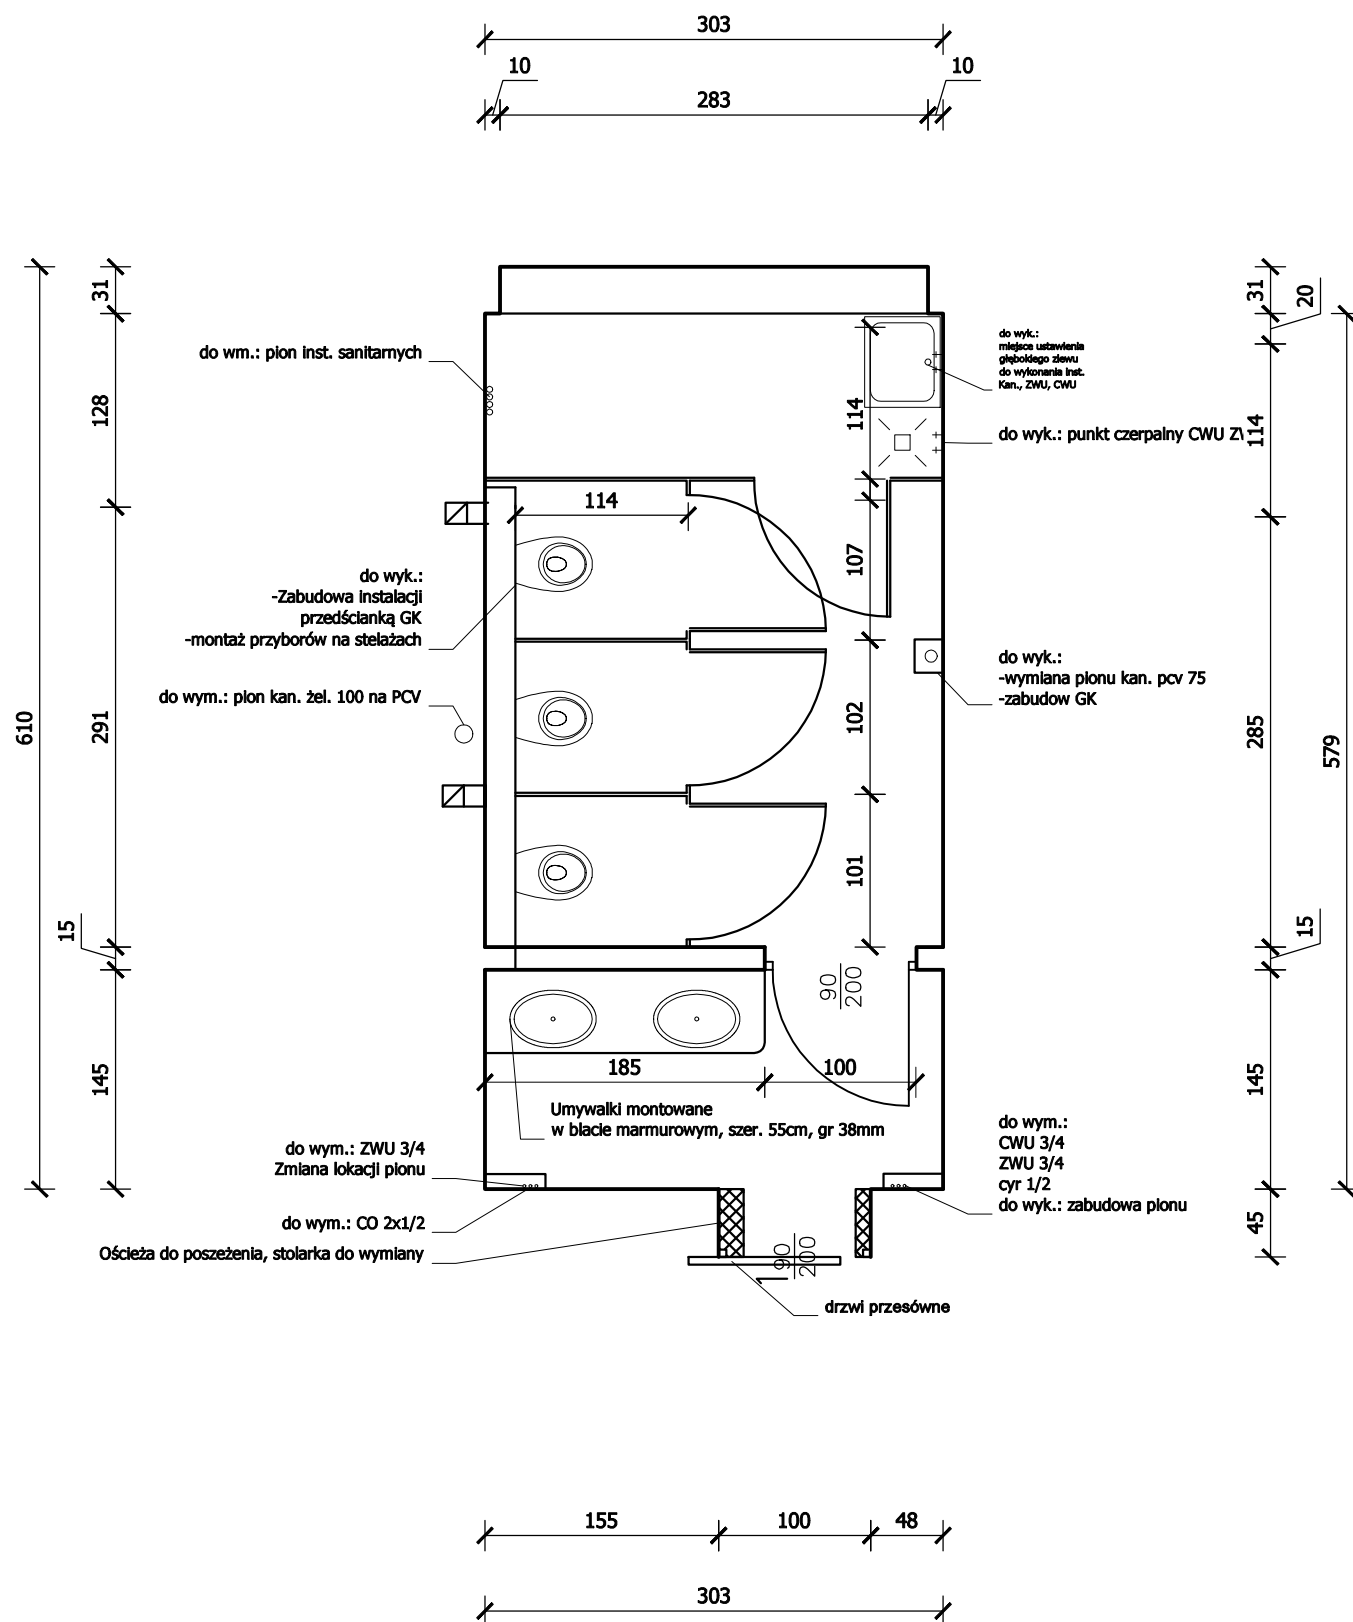 303
10
10
283
31
128
610
291
15
145
31
20
114
285
579
15
145
45
do wm.: pion inst. sanitarnych
do wyk.:
miejsce ustawienia
głębokiego zlewu
do wykonania inst.
Kan., ZWU, CWU
114
do wyk.: punkt czerpalny CWU
114
107
do wyk.:
-Zabudowa instalacji
przedścianką GK
-montaż przyborów na stelażach
do wyk.:
-wymiana pionu kan. pcv 75
-zabudow GK
do wym.: pion kan. żel. 100 na PCV
102
101
90
200
185
100
Umywalki montowane
w blacie marmurowym, szer. 55cm, gr 38mm
do wym.: ZWU 3/4
Zmiana lokacji pionu
do wym.:
CWU 3/4
ZWU 3/4
cyr 1/2
do wyk.: zabudowa pionu
do wym.: CO 2x1/2
Ościeża do poszeżenia, stolarka do wymiany
1
90
200
drzwi przesówne
155
100
48
303